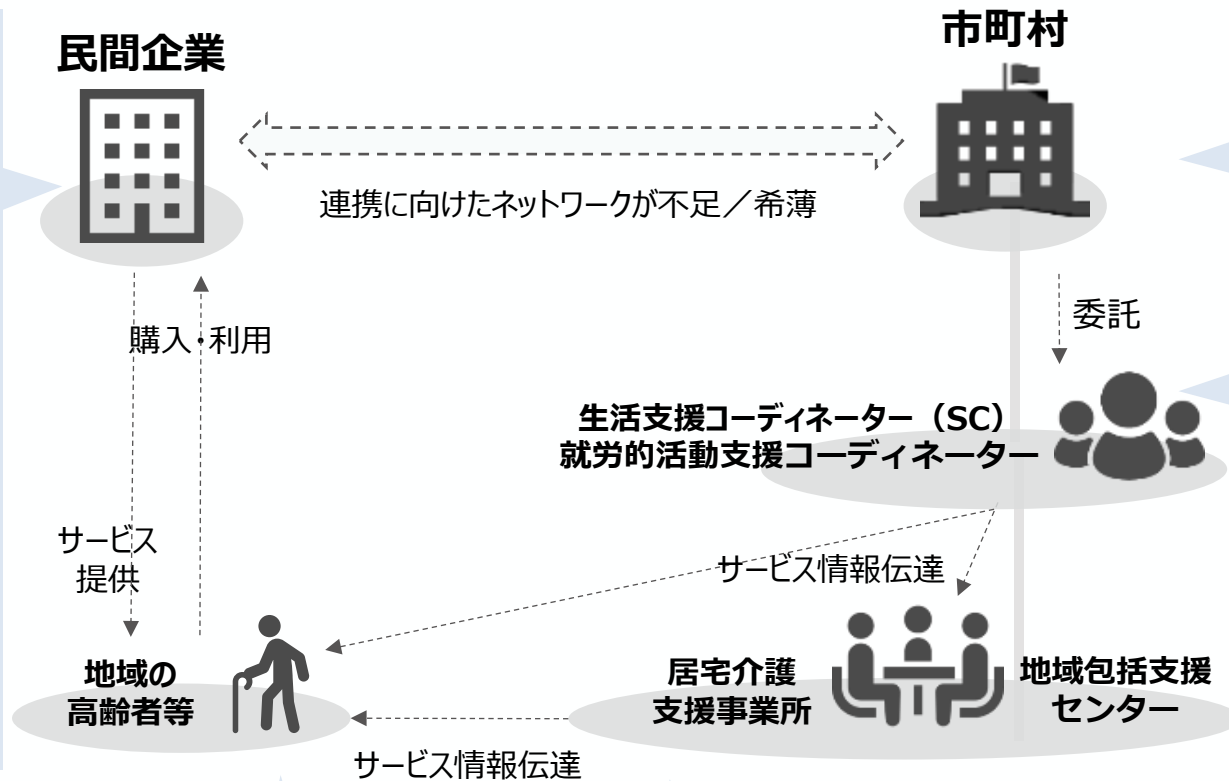 民間企業
市町村
連携に向けたネットワークが不足／希薄
購入・利用
委託
生活支援コーディネーター（SC）
就労的活動支援コーディネーター
サービス
提供
サービス情報伝達
地域の
高齢者等
居宅介護
支援事業所
地域包括支援
センター
サービス情報伝達